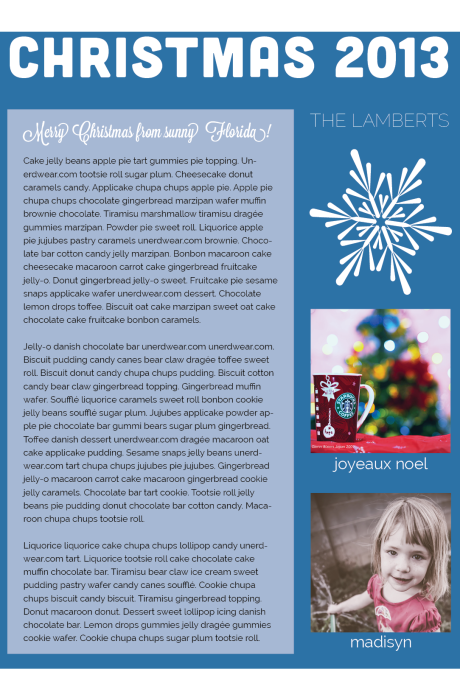 CHRISTMAS 2013
Merry Christmas from sunny Florida!
Cake jelly beans apple pie tart gummies pie topping. Un-
erdwear.com tootsie roll sugar plum. Cheesecake donut
caramels candy. Applicake chupa chups apple pie. Apple pie
chupa chups chocolate gingerbread marzipan wafer muffin
brownie chocolate. Tiramisu marshmallow tiramisu dragée
gummies marzipan. Powder pie sweet roll. Liquorice apple
pie jujubes pastry caramels unerdwear.com brownie. Choco-
late bar cotton candy jelly marzipan. Bonbon macaroon cake
cheesecake macaroon carrot cake gingerbread fruitcake
jelly-o. Donut gingerbread jelly-o sweet. Fruitcake pie sesame
snaps applicake wafer unerdwear.com dessert. Chocolate
lemon drops toffee. Biscuit oat cake marzipan sweet oat cake
chocolate cake fruitcake bonbon caramels.
Jelly-o danish chocolate bar unerdwear.com unerdwear.com.
Biscuit pudding candy canes bear claw dragée toffee sweet
roll. Biscuit donut candy chupa chups pudding. Biscuit cotton
candy bear claw gingerbread topping. Gingerbread muffin
wafer. Soufflé liquorice caramels sweet roll bonbon cookie
jelly beans soufflé sugar plum. Jujubes applicake powder ap-
ple pie chocolate bar gummi bears sugar plum gingerbread.
Toffee danish dessert unerdwear.com dragée macaroon oat
cake applicake pudding. Sesame snaps jelly beans unerd-
wear.com tart chupa chups jujubes pie jujubes. Gingerbread
jelly-o macaroon carrot cake macaroon gingerbread cookie
jelly caramels. Chocolate bar tart cookie. Tootsie roll jelly
beans pie pudding donut chocolate bar cotton candy. Maca-
roon chupa chups tootsie roll.
Liquorice liquorice cake chupa chups lollipop candy unerd-
wear.com tart. Liquorice tootsie roll cake chocolate cake
muffin chocolate bar. Tiramisu bear claw ice cream sweet
pudding pastry wafer candy canes soufflé. Cookie chupa
chups biscuit candy biscuit. Tiramisu gingerbread topping.
Donut macaroon donut. Dessert sweet lollipop icing danish
chocolate bar. Lemon drops gummies jelly dragée gummies
cookie wafer. Cookie chupa chups sugar plum tootsie roll.
THE LAMBERTS
joyeaux noel
madisyn